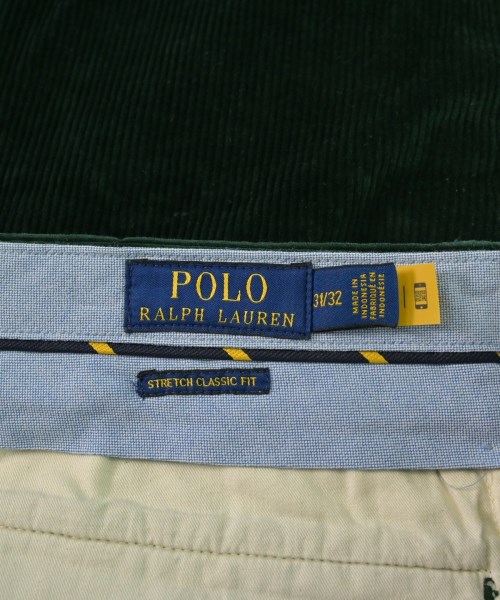 POLO
RALPH LAUREN
31/32
MADE IN
INDONESIA
FABRIQUÉ EN
INDONÉSIE
STRETCH CLASSIC FIT